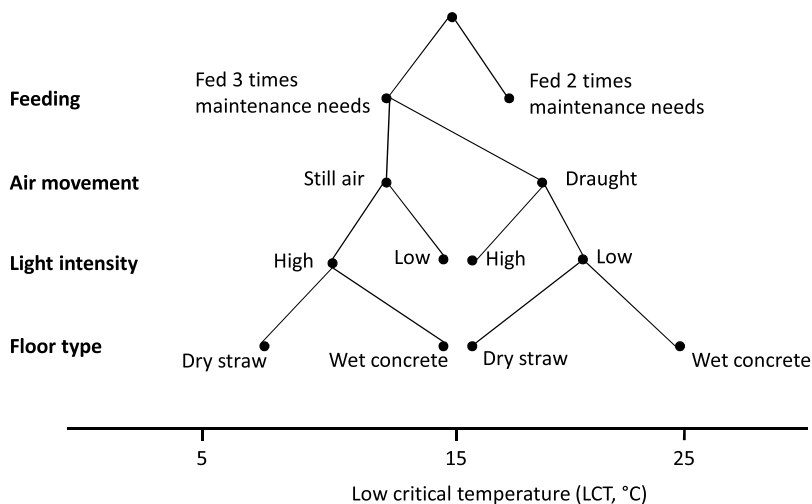 Feeding
Fed 3 times
maintenance needs
Fed 2 times
maintenance needs
Air movement
Still air
Draught
Light intensity
High
Low
High
Low
Floor type
Dry straw
Wet concrete
Dry straw
Wet concrete
5
15
25
Low critical temperature (LCT, °C)